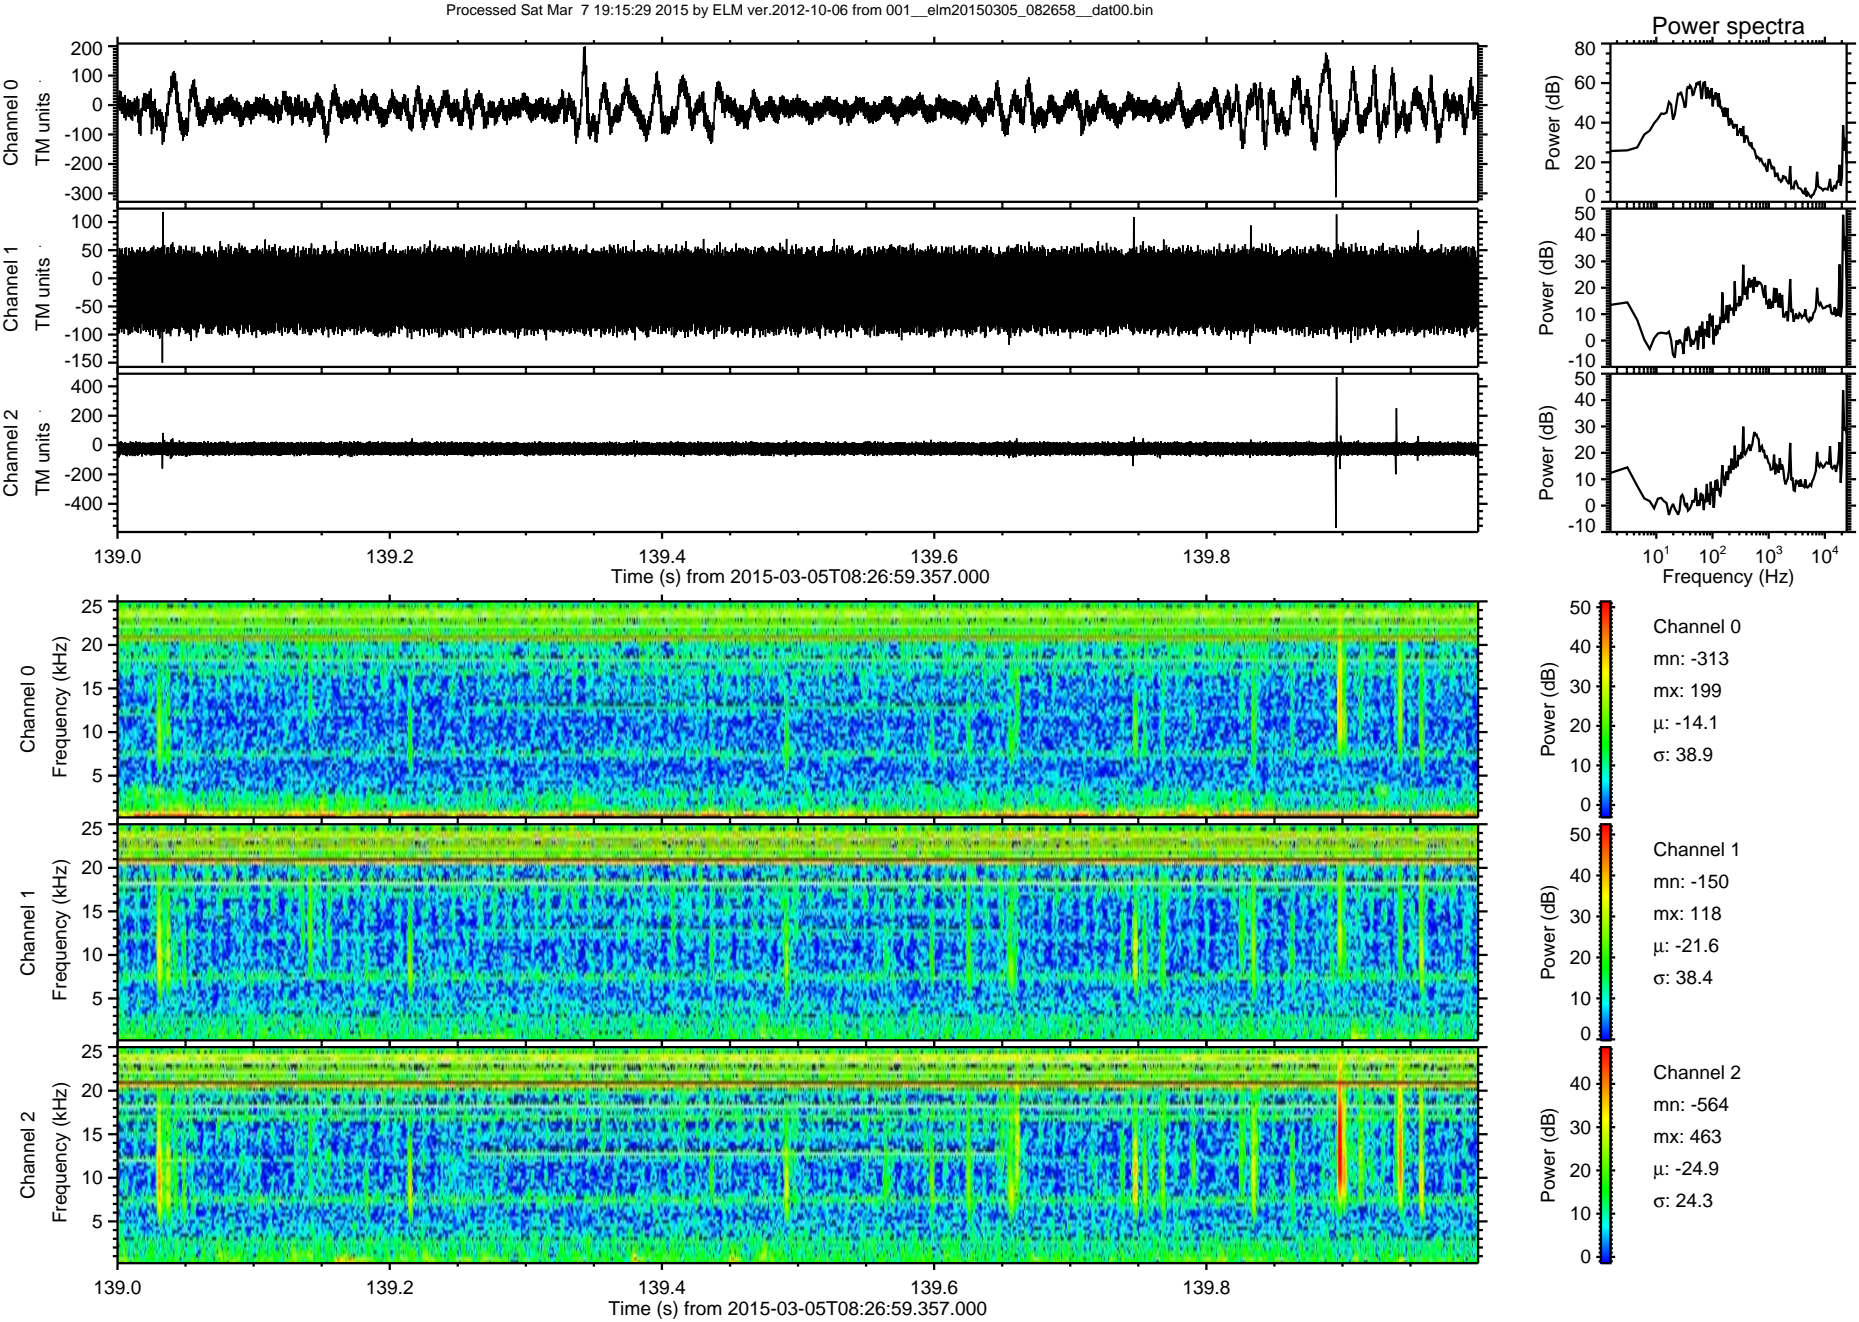 Processed Sat Mar  7 19:15:29 2015 by ELM ver.2012-10-06 from 001__elm20150305_082658__dat00.bin
Power spectra
Channel 0
TM units
200
100
0
-100
-200
-300
Power (dB)
80
60
40
20
0
Channel 1
TM units
100
50
0
-50
-100
-150
Power (dB)
50
40
30
20
10
0
-10
Channel 2
TM units
400
200
0
-200
-400
Power (dB)
50
40
30
20
10
0
-10
139.0 139.2 139.4 139.6 139.8
Time (s) from 2015-03-05T08:26:59.357.000
10¹ 10² 10³ 10⁴
Frequency (Hz)
Channel 0
Frequency (kHz)
25
20
15
10
5
Power (dB)
50
40
30
20
10
0
Channel 0
mn: -313
mx: 199
μ: -14.1
σ: 38.9
Channel 1
Frequency (kHz)
25
20
15
10
5
Power (dB)
50
40
30
20
10
0
Channel 1
mn: -150
mx: 118
μ: -21.6
σ: 38.4
Channel 2
Frequency (kHz)
25
20
15
10
5
Power (dB)
40
30
20
10
0
Channel 2
mn: -564
mx: 463
μ: -24.9
σ: 24.3
139.0 139.2 139.4 139.6 139.8
Time (s) from 2015-03-05T08:26:59.357.000